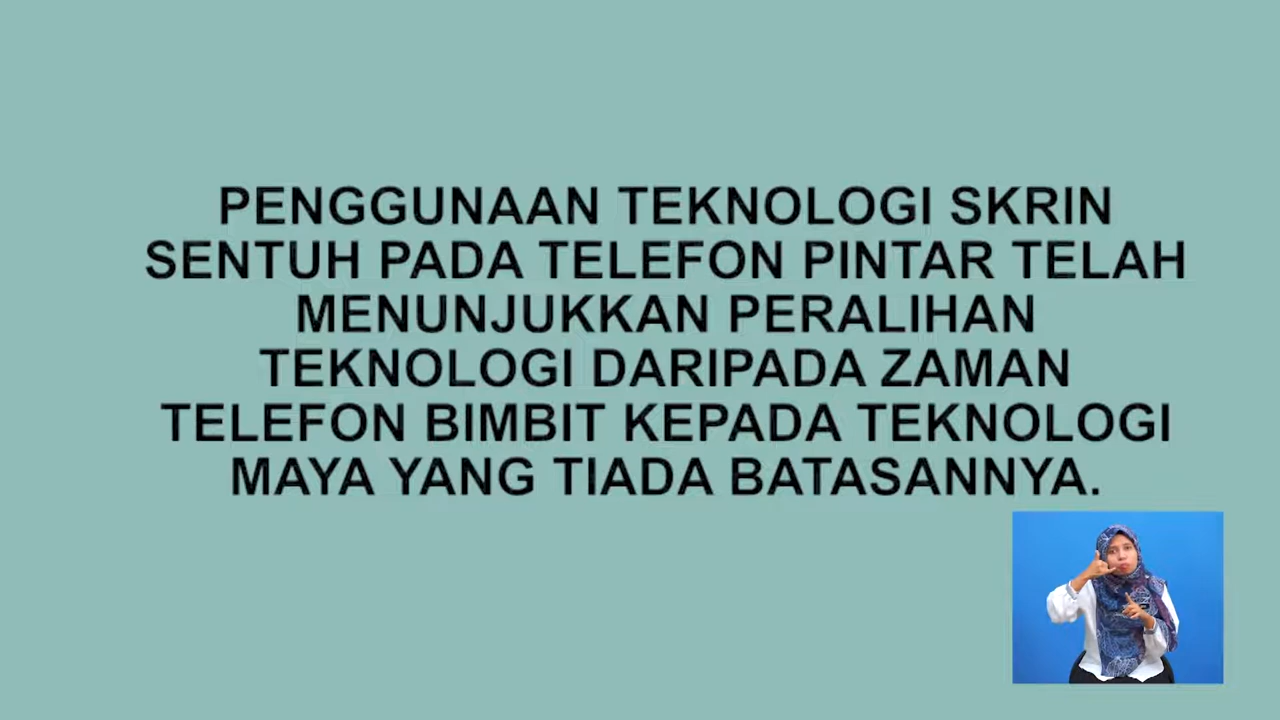 PENGGUNAAN TEKNOLOGI SKRIN
SENTUH PADA TELEFON PINTAR TELAH
MENUNJUKKAN PERALIHAN
TEKNOLOGI DARIPADA ZAMAN
TELEFON BIMBIT KEPADA TEKNOLOGI
MAYA YANG TIADA BATASANNYA.